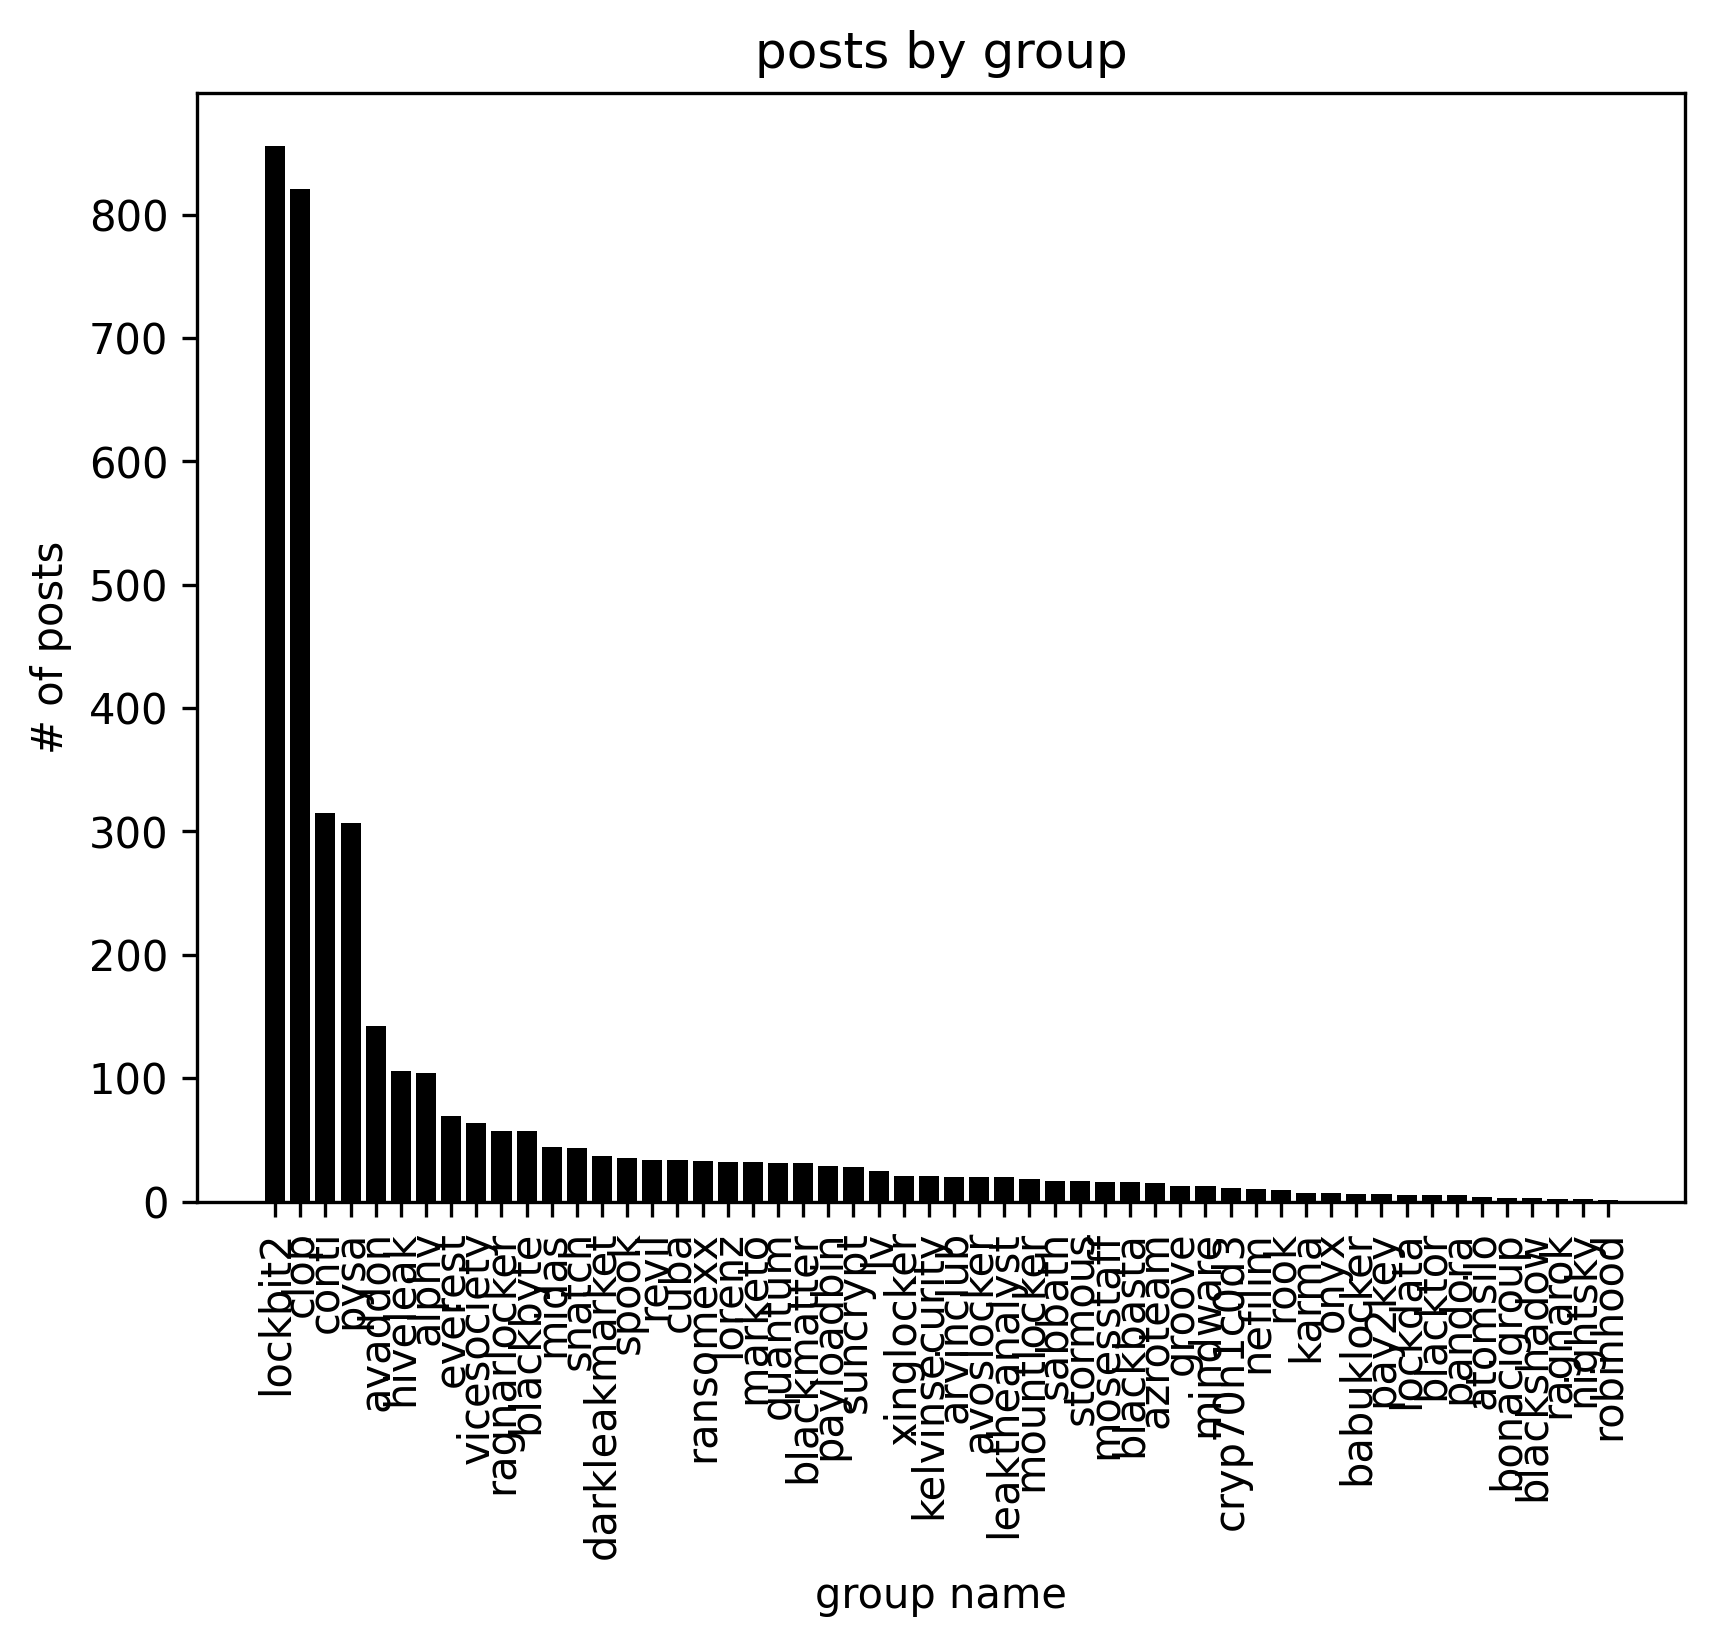 posts by group
# of posts
800
700
600
500
400
300
200
100
0
lockbit2
clop
conti
pysa
avaddon
hiveleak
alphv
everest
vicesociety
ragnarlocker
blackbyte
midas
snatch
darkleakmarket
spook
revil
cuba
ransomexx
lorenz
marketo
quantum
blackmatter
payloadbin
suncrypt
lv
xinglocker
kelvinsecurity
arvinclub
avoslocker
leaktheanalyst
mountlocker
sabbath
stormous
mosesstaff
blackbasta
azroteam
groove
mindware
cryp70n1c0d3
nefilim
rook
karma
onyx
babuklocker
pay2key
lockdata
blacktor
pandora
atomsilo
bonacigroup
blackshadow
ragnarok
nightsky
robinhood
group name